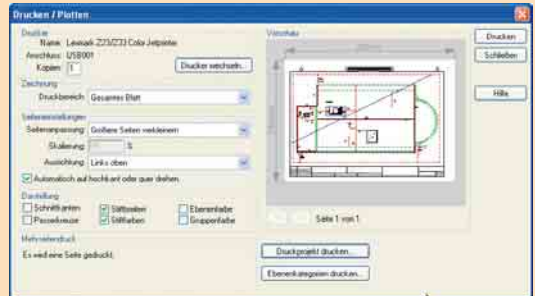 Drucken / Plotten
Drucker
Name: Lexmark Z23/Z33 Color Jetprinter
Anschluss: USB001
Kopien: 1
Drucker wechseln...
Zeichnung
Druckbereich: Gesamtes Blatt
Seiteneinstellungen
Seitenanpassung: Größere Seiten verkleinern
Skalierung: %
Ausrichtung: Links oben
Automatisch auf hochkant oder quer drehen.
Darstellung
Schnittkanten
Stiftbreiten
Ebenenfarbe
Passerkreuze
Stiftfarben
Gruppenfarbe
Mehrseitendruck
Es wird eine Seite gedruckt.
Vorschau
Seite 1 von 1
Druckprojekt drucken...
Ebenenkategorien drucken...
Drucken
Schließen
Hilfe